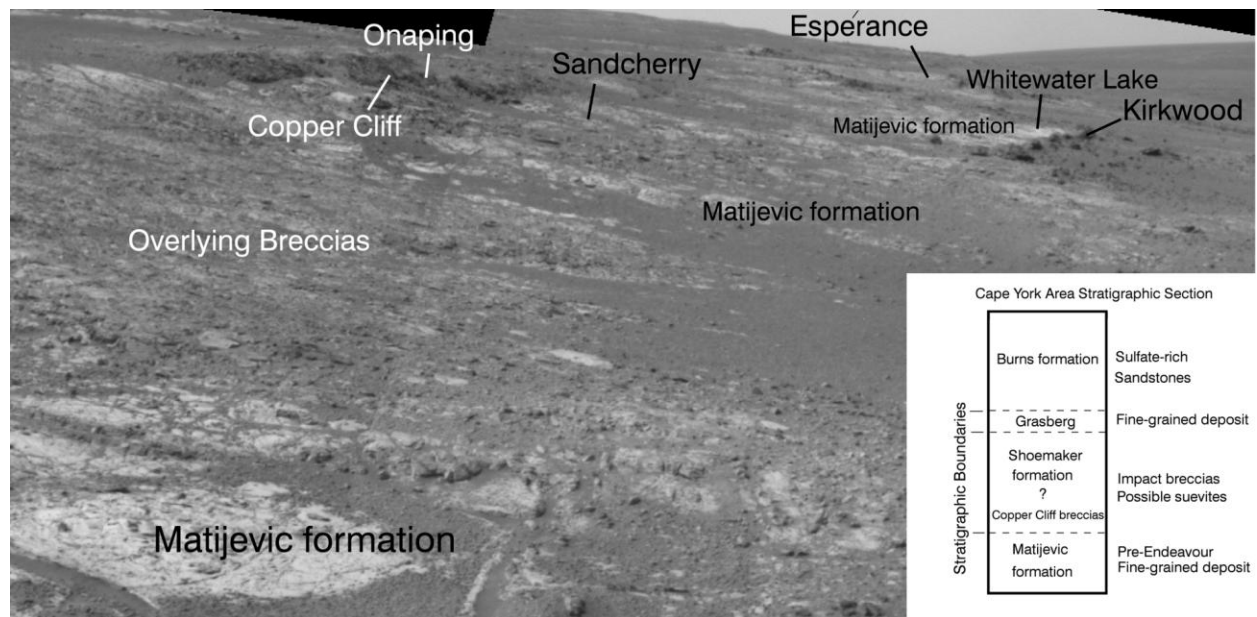 Onaping
Esperance
Sandcherry
Whitewater Lake
Copper Cliff
Matijevic formation
Kirkwood
Matijevic formation
Overlying Breccias
Matijevic formation
Cape York Area Stratigraphic Section
Stratigraphic Boundaries
Burns formation
Sulfate-rich
Sandstones
Grasberg
Fine-grained deposit
Shoemaker
formation
?
Copper Cliff breccias
Impact breccias
Possible suevites
Matijevic
formation
Pre-Endeavour
Fine-grained deposit